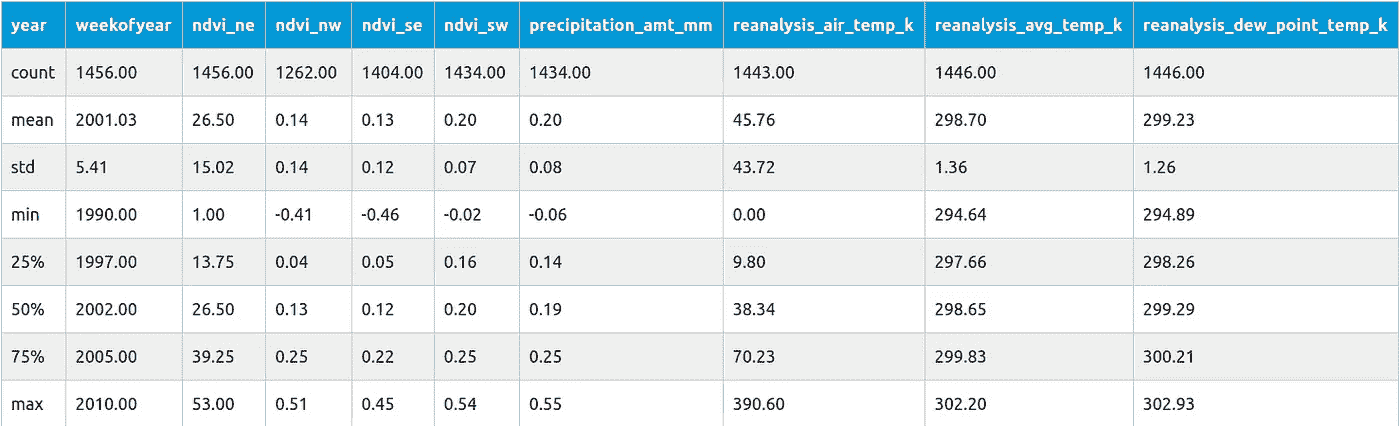 year weekofyear ndvi_ne ndvi_nw ndvi_se ndvi_sw precipitation_amt_mm reanalysis_air_temp_k reanalysis_avg_temp_k reanalysis_dew_point_temp_k
count 1456.00 1456.00 1262.00 1404.00 1434.00 1434.00 1443.00 1446.00 1446.00
mean 2001.03 26.50 0.14 0.13 0.20 0.20 45.76 298.70 299.23
std 5.41 15.02 0.14 0.12 0.07 0.08 43.72 1.36 1.26
min 1990.00 1.00 -0.41 -0.46 -0.02 -0.06 0.00 294.64 294.89
25% 1997.00 13.75 0.04 0.05 0.16 0.14 9.80 297.66 298.26
50% 2002.00 26.50 0.13 0.12 0.20 0.19 38.34 298.65 299.29
75% 2005.00 39.25 0.25 0.22 0.25 0.25 70.23 299.83 300.21
max 2010.00 53.00 0.51 0.45 0.54 0.55 390.60 302.20 302.93